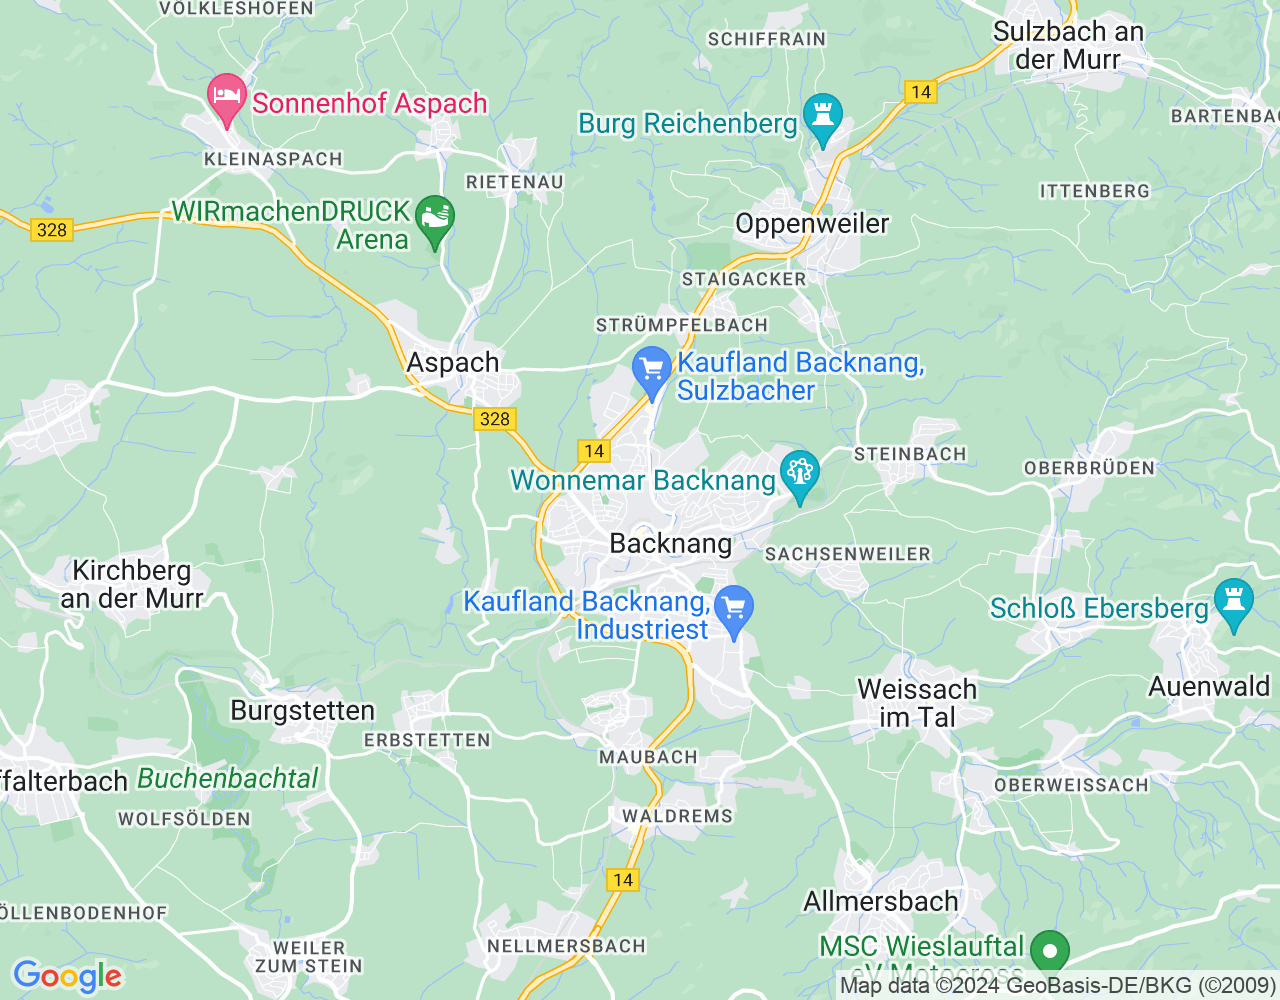 VÖLKLESHOFEN
SCHIFFRAIN
Sulzbach an
der Murr
14
Sonnenhof Aspach
Burg Reichenberg
BARTENBAC
KLEINASPACH
RIETENAU
ITTENBERG
WIRmachenDRUCK
Arena
328
Oppenweiler
STAIGACKER
STRÜMPFELBACH
Aspach
Kaufland Backnang,
Sulzbacher
328
14
STEINBACH
OBERBRÜDEN
Wonnemar Backnang
Backnang
SACHSENWEILER
Kirchberg
an der Murr
Kaufland Backnang,
Industriest
Schloß Ebersberg
Weissach
im Tal
Auenwald
Burgstetten
ERBSTETTEN
MAUBACH
ffalterbach
Buchenbachtal
OBERWEISSACH
WOLFSÖLDEN
WALDREMS
14
Allmersbach
ÖLLENBODENHOF
WEILER
ZUM STEIN
NELLMERSBACH
MSC Wieslauftal
eV Motocross
Google
Map data ©2024 GeoBasis-DE/BKG (©2009)